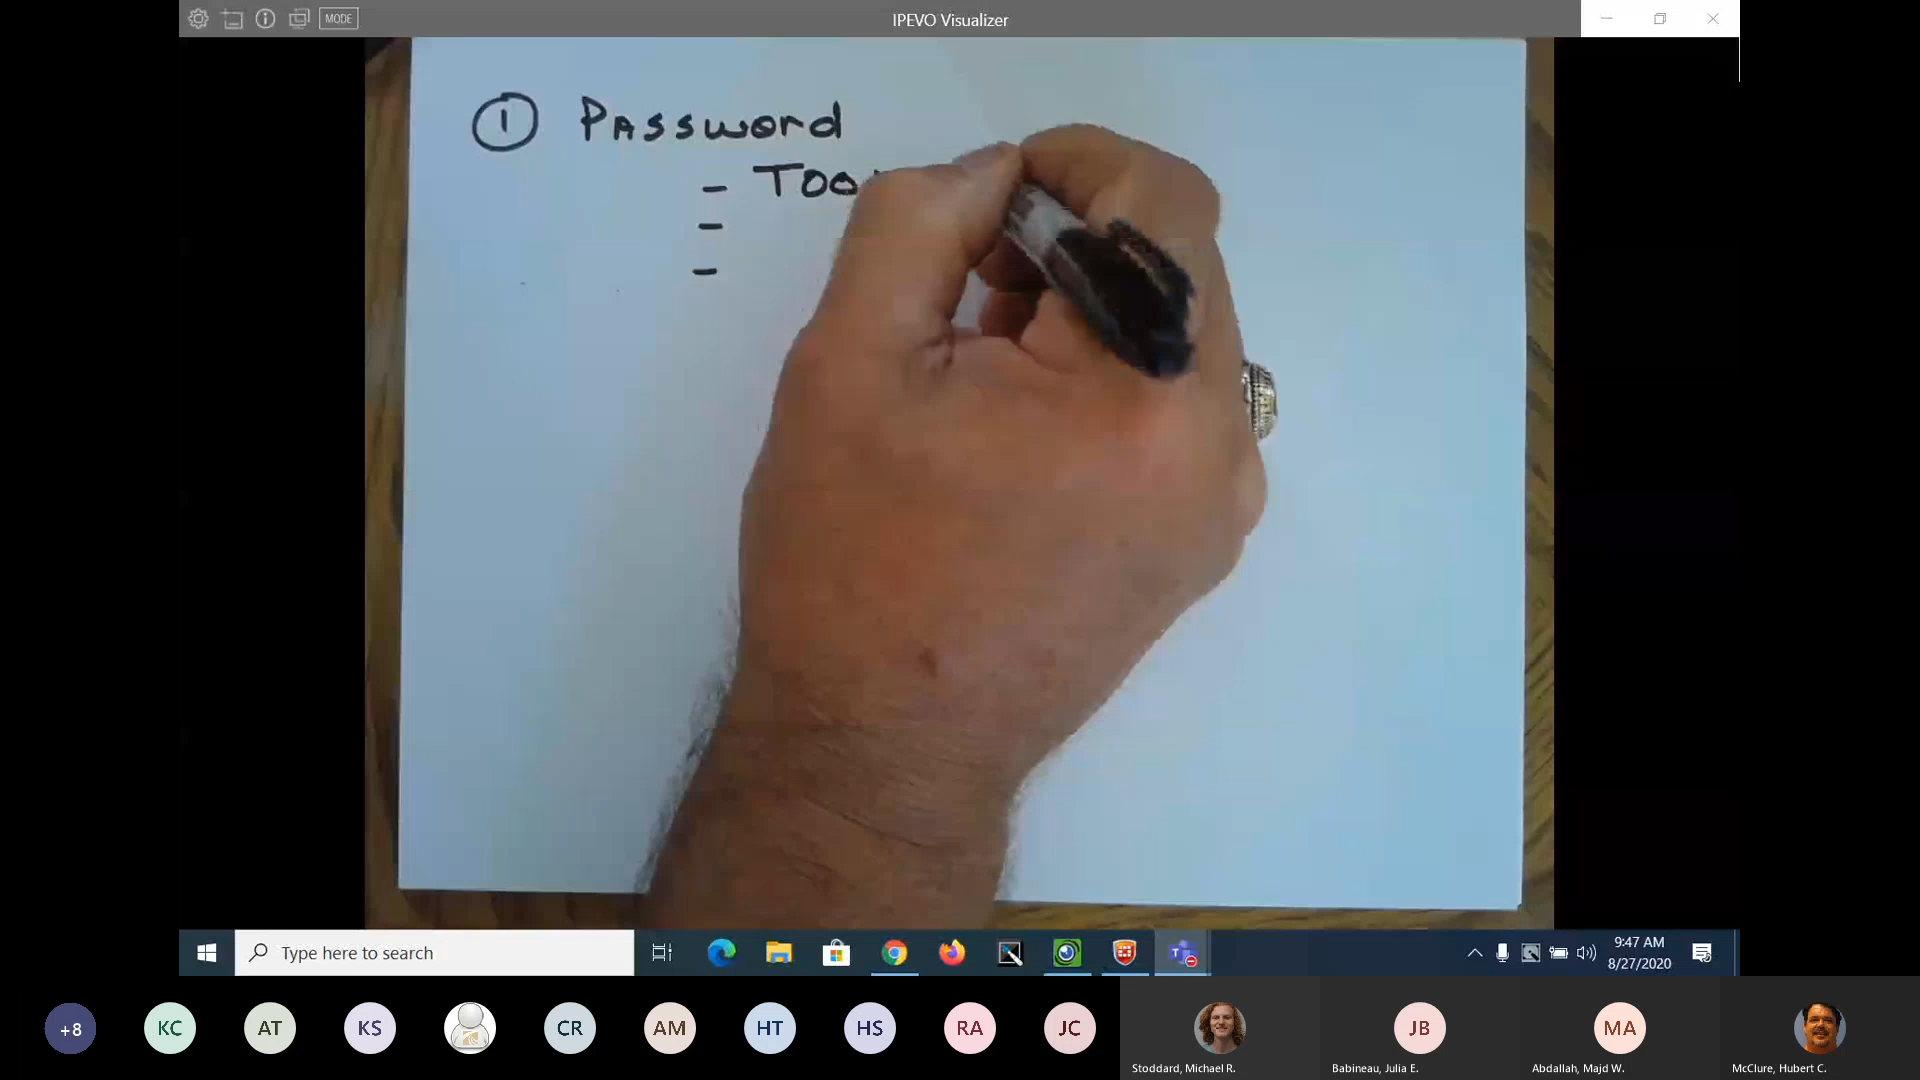 MODE
IPEVO Visualizer
① Password
- Too
-
-
Type here to search
9:47 AM
8/27/2020
+8
KC
AT
KS
CR
AM
HT
HS
RA
JC
JB
MA
Stoddard, Michael R.
Babineau, Julia E.
Abdallah, Majd W.
McClure, Hubert C.